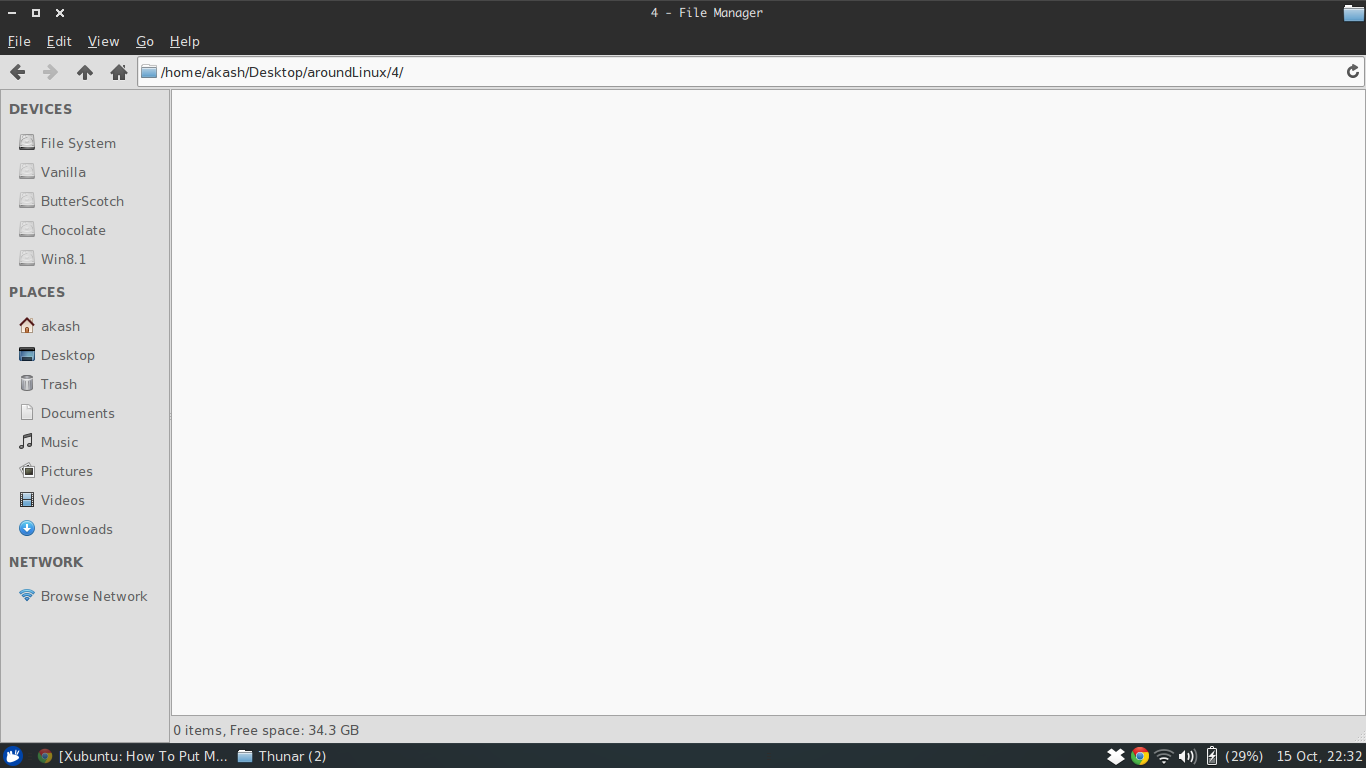 4 - File Manager
File Edit View Go Help
/home/akash/Desktop/aroundLinux/4/
DEVICES
File System
Vanilla
ButterScotch
Chocolate
Win8.1
PLACES
akash
Desktop
Trash
Documents
Music
Pictures
Videos
Downloads
NETWORK
Browse Network
0 items, Free space: 34.3 GB
[Xubuntu: How To Put M... Thunar (2) (29%) 15 Oct, 22:32